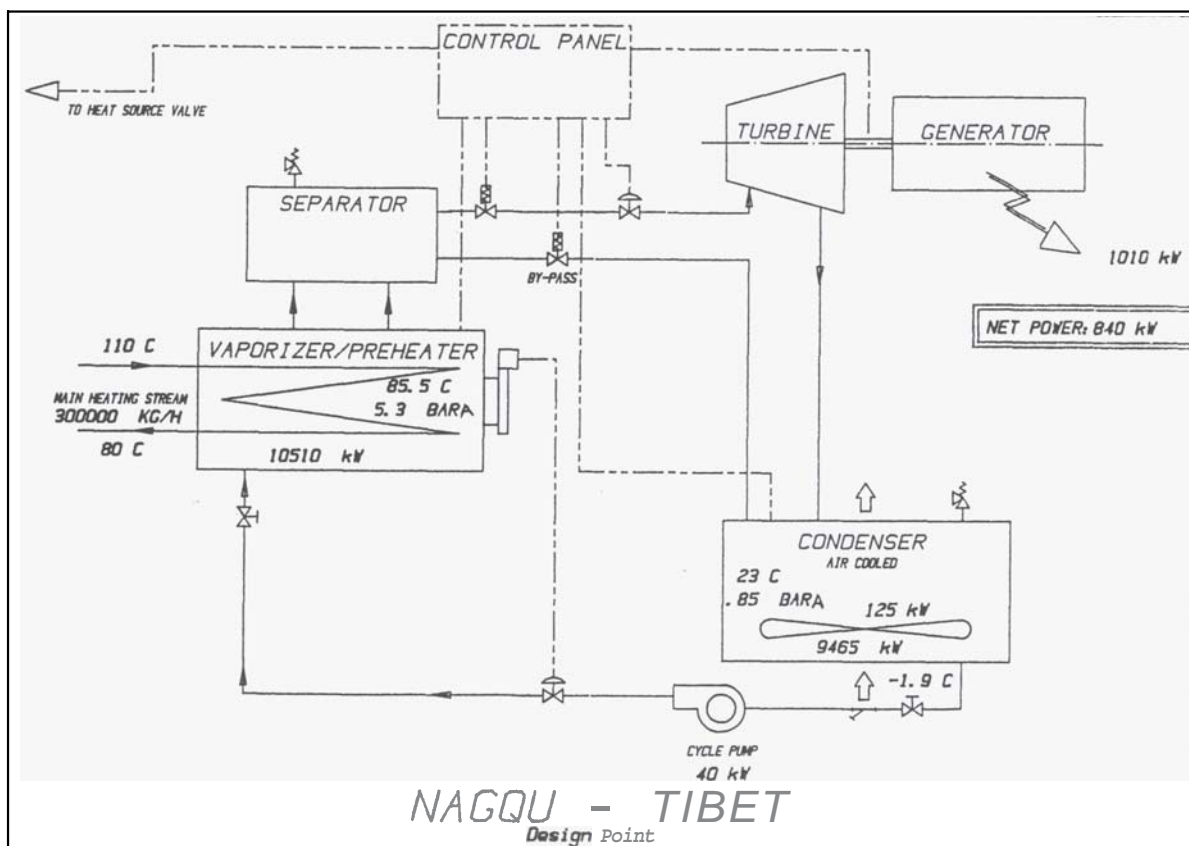 CONTROL PANEL
TO HEAT SOURCE VALVE
TURBINE
GENERATOR
SEPARATOR
BY-PASS
1010 kW
NET POWER: 840 kW
110 C
VAPORIZER/PREHEATER
85.5 C
5.3 BARA
MAIN HEATING STREAM
300000 KG/H
80 C
10510 kW
CONDENSER
AIR COOLED
23 C
.85 BARA
125 kW
9465 kW
-1.9 C
CYCLE PUMP
40 kW
NAGQU - TIBET
Design Point